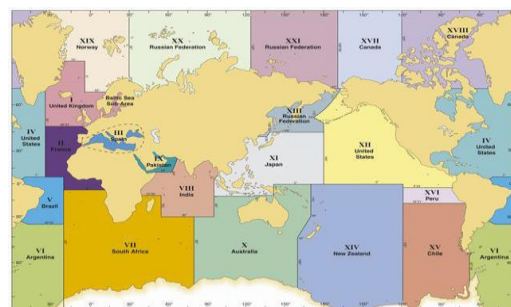 XIX
Norway
XX
Russian Federation
XXI
Russian Federation
XVII
Canada
XVIII
Canada
I
United Kingdom
Baltic Sea
Sub Area
XIII
Russian
Federation
IV
United
States
II
France
III
Spain
IX
Pakistan
XI
Japan
XII
United States
IV
United
States
VIII
India
V
Brazil
XVI
Peru
V
Brazil
VI
Argentina
VII
South Africa
X
Australia
XIV
New Zealand
XV
Chile
VI
Argentina